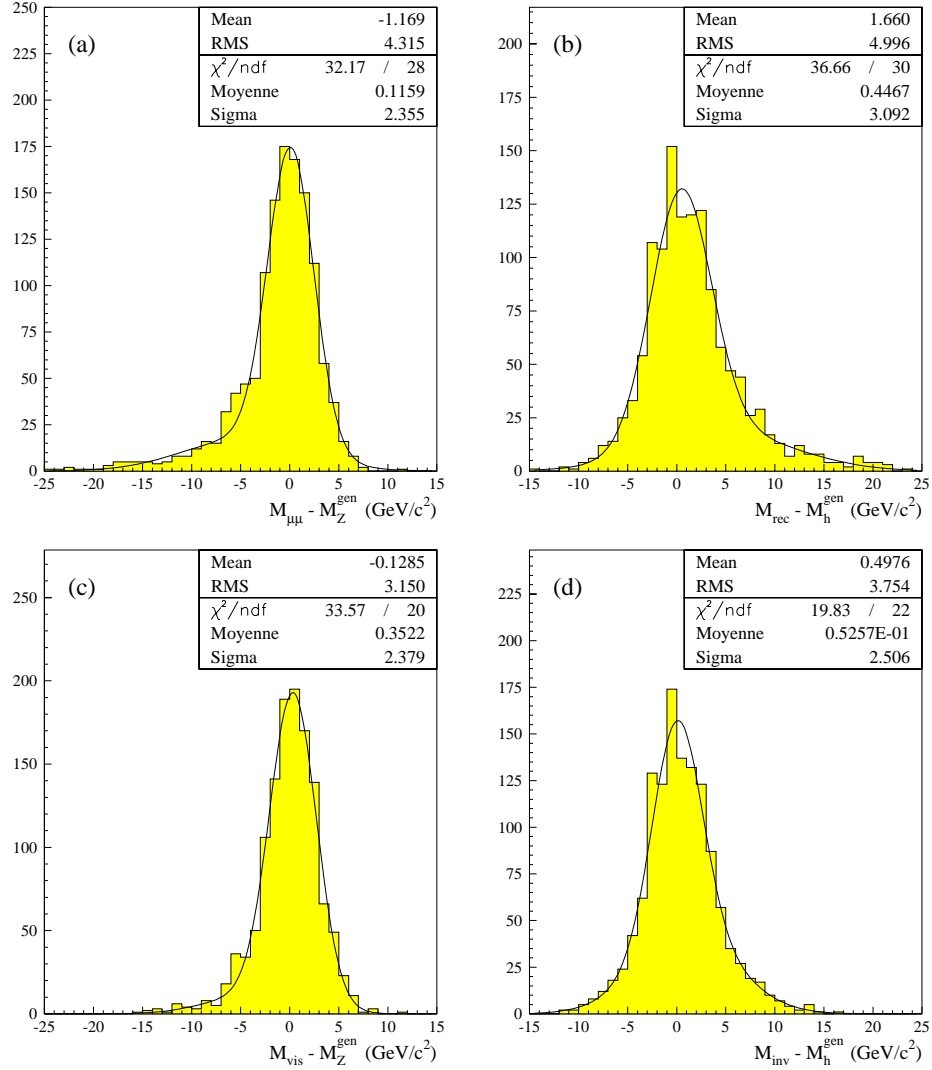 (a)
Mean -1.169
RMS 4.315
χ²/ndf 32.17 / 28
Moyenne 0.1159
Sigma 2.355
250
225
200
175
150
125
100
75
50
25
0
-25 -20 -15 -10 -5 0 5 10 15
M_μμ - M_Z^gen (GeV/c²)
(b)
Mean 1.660
RMS 4.996
χ²/ndf 36.66 / 30
Moyenne 0.4467
Sigma 3.092
200
175
150
125
100
75
50
25
0
-15 -10 -5 0 5 10 15 20 25
M_rec - M_h^gen (GeV/c²)
(c)
Mean -0.1285
RMS 3.150
χ²/ndf 33.57 / 20
Moyenne 0.3522
Sigma 2.379
250
200
150
100
50
0
-25 -20 -15 -10 -5 0 5 10 15
M_vis - M_Z^gen (GeV/c²)
(d)
Mean 0.4976
RMS 3.754
χ²/ndf 19.83 / 22
Moyenne 0.5257E-01
Sigma 2.506
225
200
175
150
125
100
75
50
25
0
-15 -10 -5 0 5 10 15 20 25
M_inv - M_h^gen (GeV/c²)